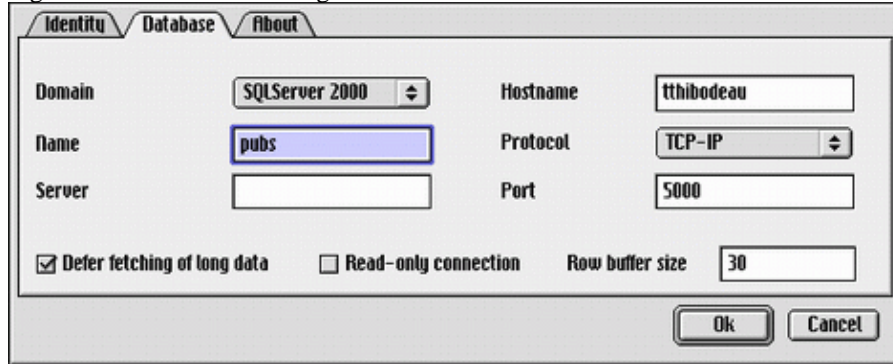 Identity Database About
Domain SQLServer 2000 Hostname tthibodeau
Name pubs Protocol TCP-IP
Server Port 5000
Defer fetching of long data Read-only connection Row buffer size 30
Ok Cancel